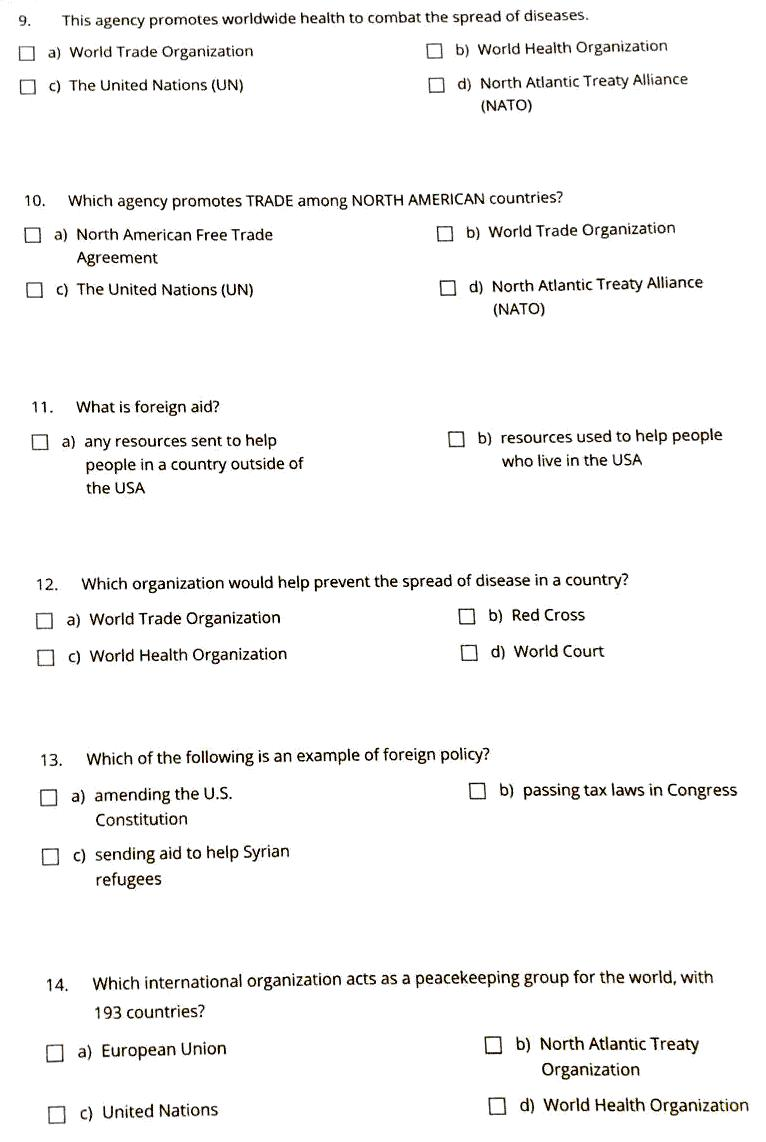 9. This agency promotes worldwide health to combat the spread of diseases.
a) World Trade Organization
b) World Health Organization
c) The United Nations (UN)
d) North Atlantic Treaty Alliance
(NATO)
10. Which agency promotes TRADE among NORTH AMERICAN countries?
a) North American Free Trade
Agreement
b) World Trade Organization
c) The United Nations (UN)
d) North Atlantic Treaty Alliance
(NATO)
11. What is foreign aid?
a) any resources sent to help
people in a country outside of
the USA
b) resources used to help people
who live in the USA
12. Which organization would help prevent the spread of disease in a country?
a) World Trade Organization
b) Red Cross
c) World Health Organization
d) World Court
13. Which of the following is an example of foreign policy?
a) amending the U.S.
Constitution
b) passing tax laws in Congress
c) sending aid to help Syrian
refugees
14. Which international organization acts as a peacekeeping group for the world, with
193 countries?
a) European Union
b) North Atlantic Treaty
Organization
c) United Nations
d) World Health Organization